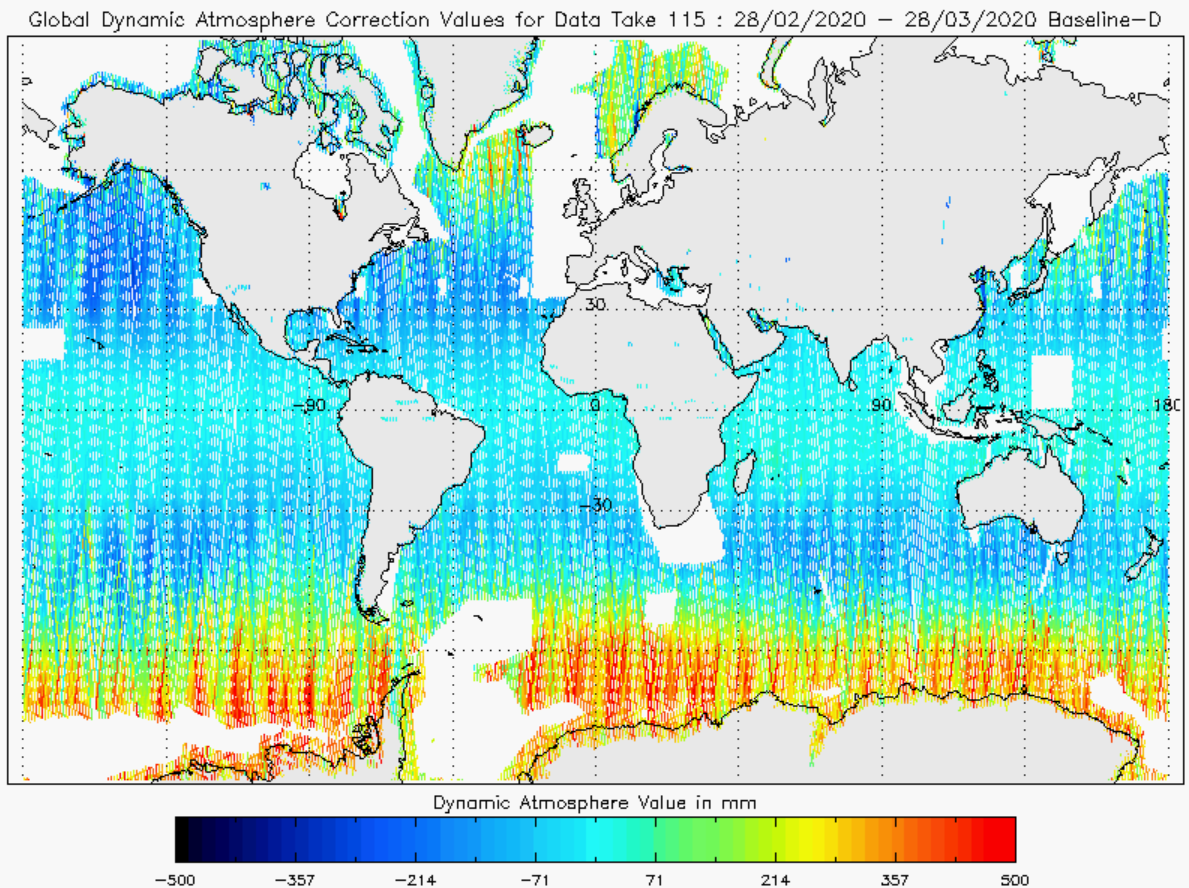 Global Dynamic Atmosphere Correction Values for Data Take 115 : 28/02/2020 – 28/03/2020 Baseline–D
30
–90 0 90 180
–30
Dynamic Atmosphere Value in mm
–500 –357 –214 –71 71 214 357 500